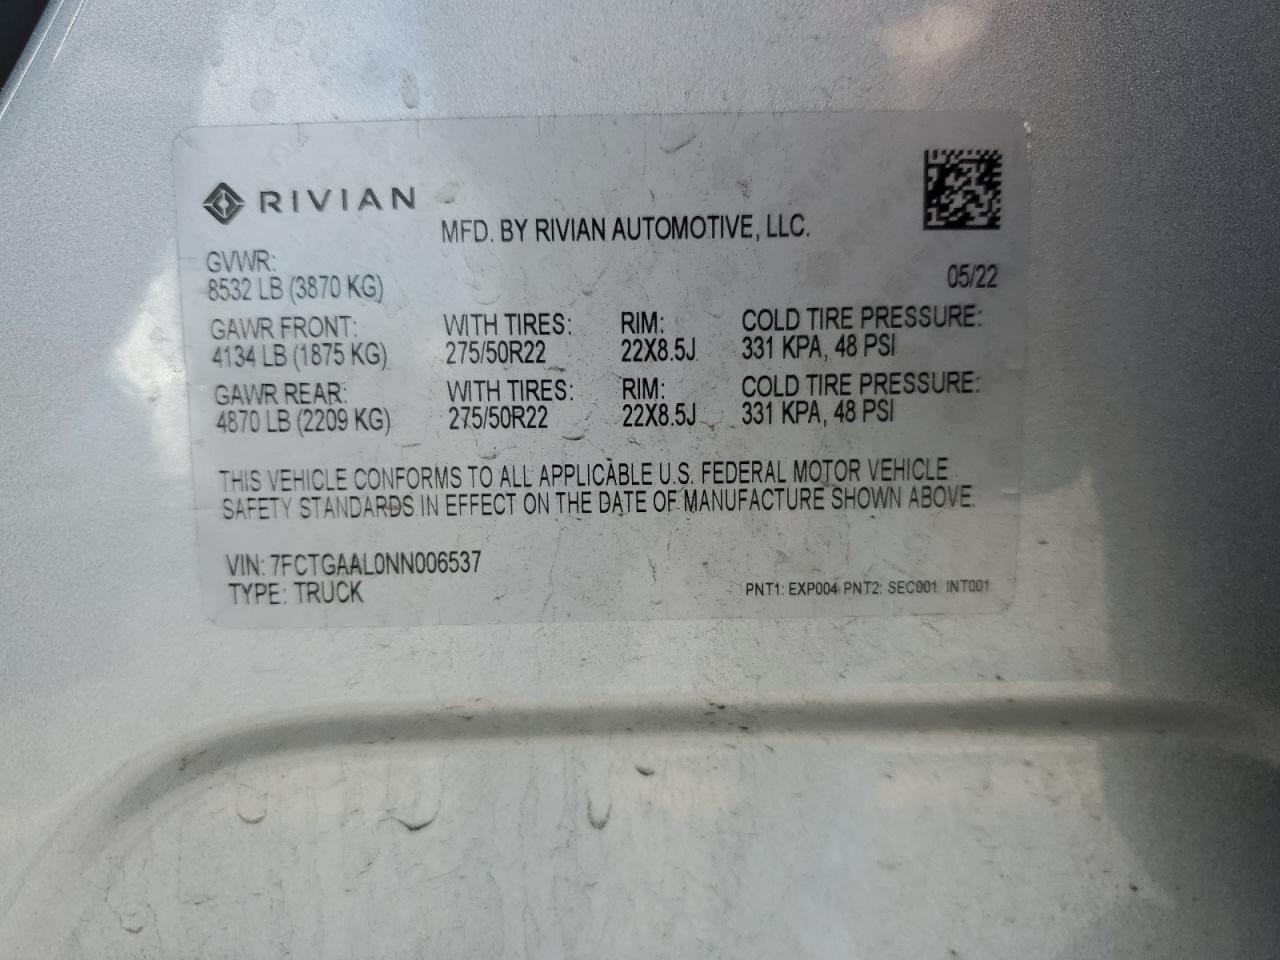 RIVIAN
MFD. BY RIVIAN AUTOMOTIVE, LLC.
GVWR:
8532 LB (3870 KG)
05/22
GAWR FRONT: WITH TIRES: RIM: COLD TIRE PRESSURE:
4134 LB (1875 KG) 275/50R22 22X8.5J 331 KPA, 48 PSI
GAWR REAR: WITH TIRES: RIM: COLD TIRE PRESSURE:
4870 LB (2209 KG) 275/50R22 22X8.5J 331 KPA, 48 PSI
THIS VEHICLE CONFORMS TO ALL APPLICABLE U.S. FEDERAL MOTOR VEHICLE
SAFETY STANDARDS IN EFFECT ON THE DATE OF MANUFACTURE SHOWN ABOVE.
VIN: 7FCTGAAL0NN006537
TYPE: TRUCK
PNT1: EXP004 PNT2: SEC001 INT001